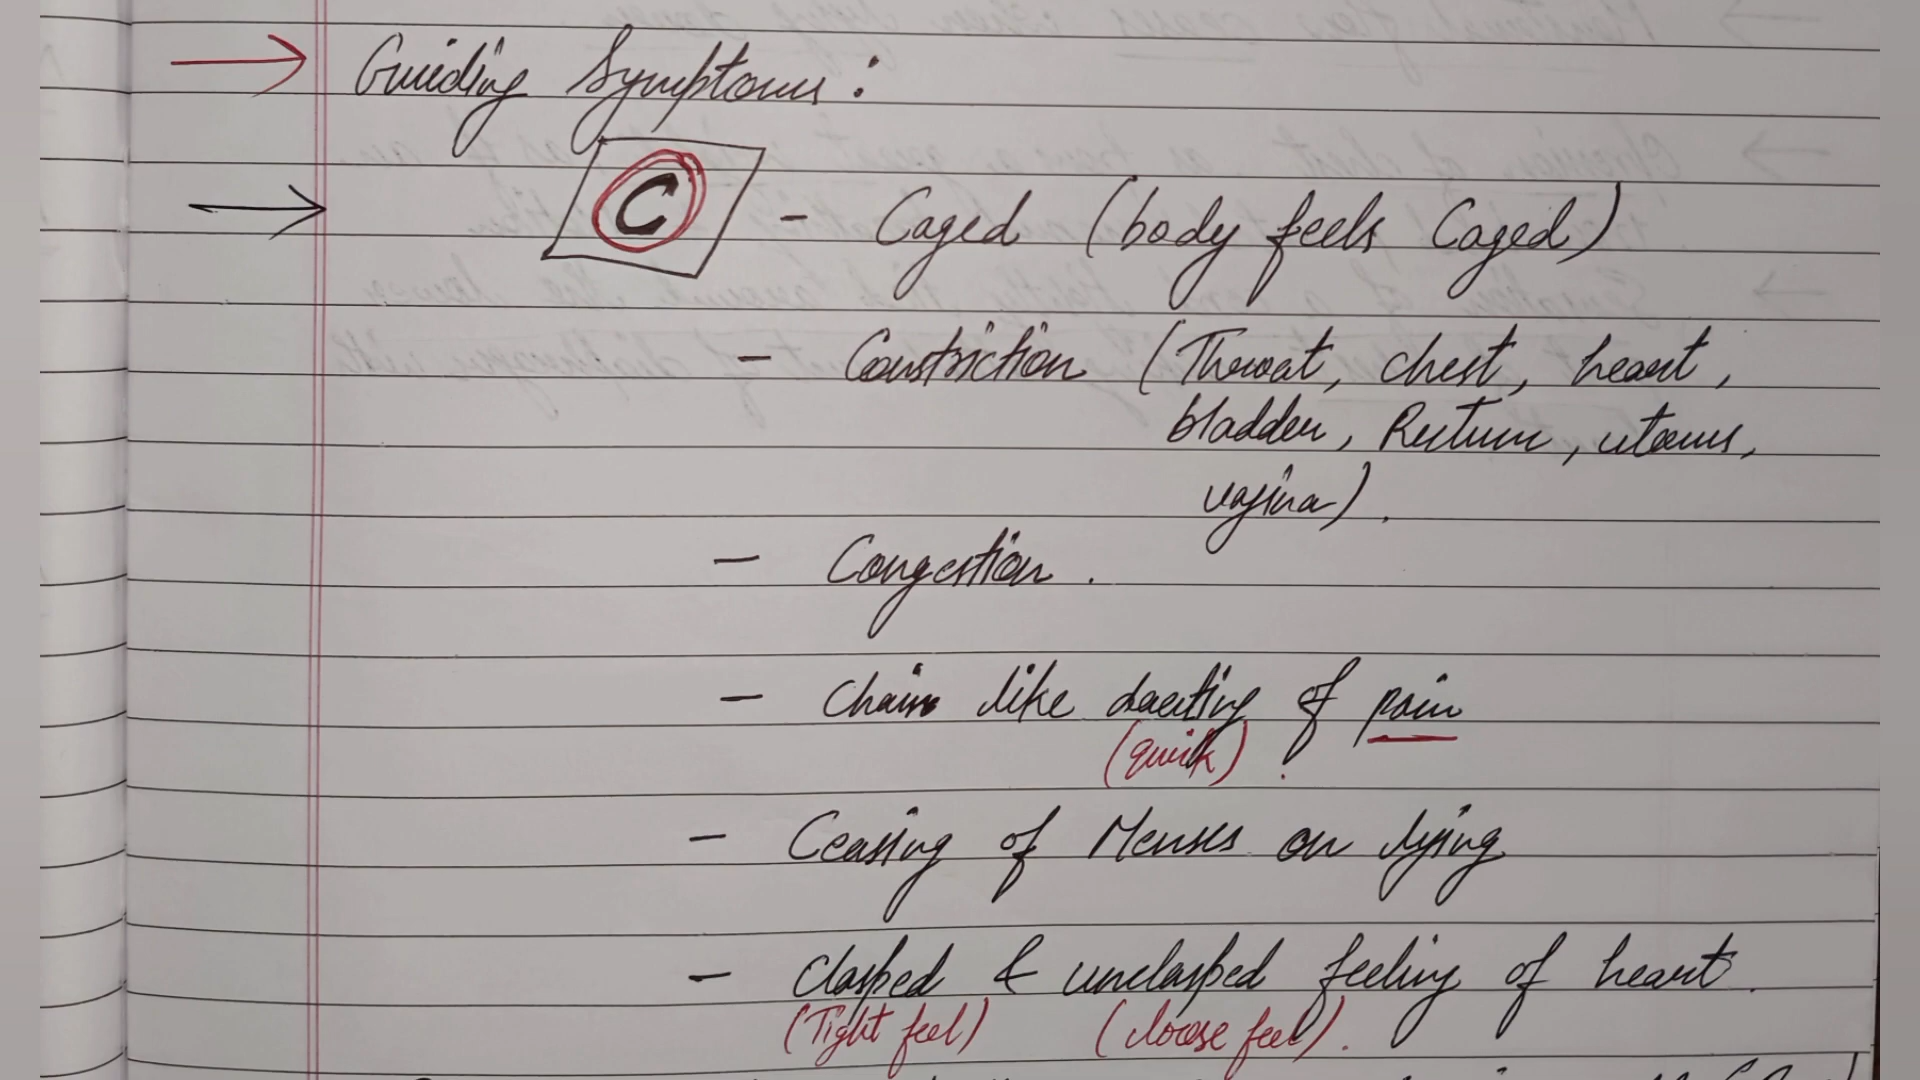 Guiding Symptoms :
C - Caged (body feels Caged)
- Constriction (Throat, chest, heart,
bladder, Rectum, uterus,
vagina).
- Congestion.
- Chain like darting of pain
(quick).
- Ceasing of Menses on lying
- Clasped & unclasped feeling of heart.
(Tight feel) (loose feel).